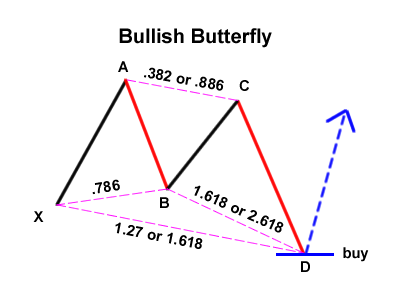 Bullish Butterfly
A
.382 or .886
C
.786
B
1.618 or 2.618
X
1.27 or 1.618
buy
D